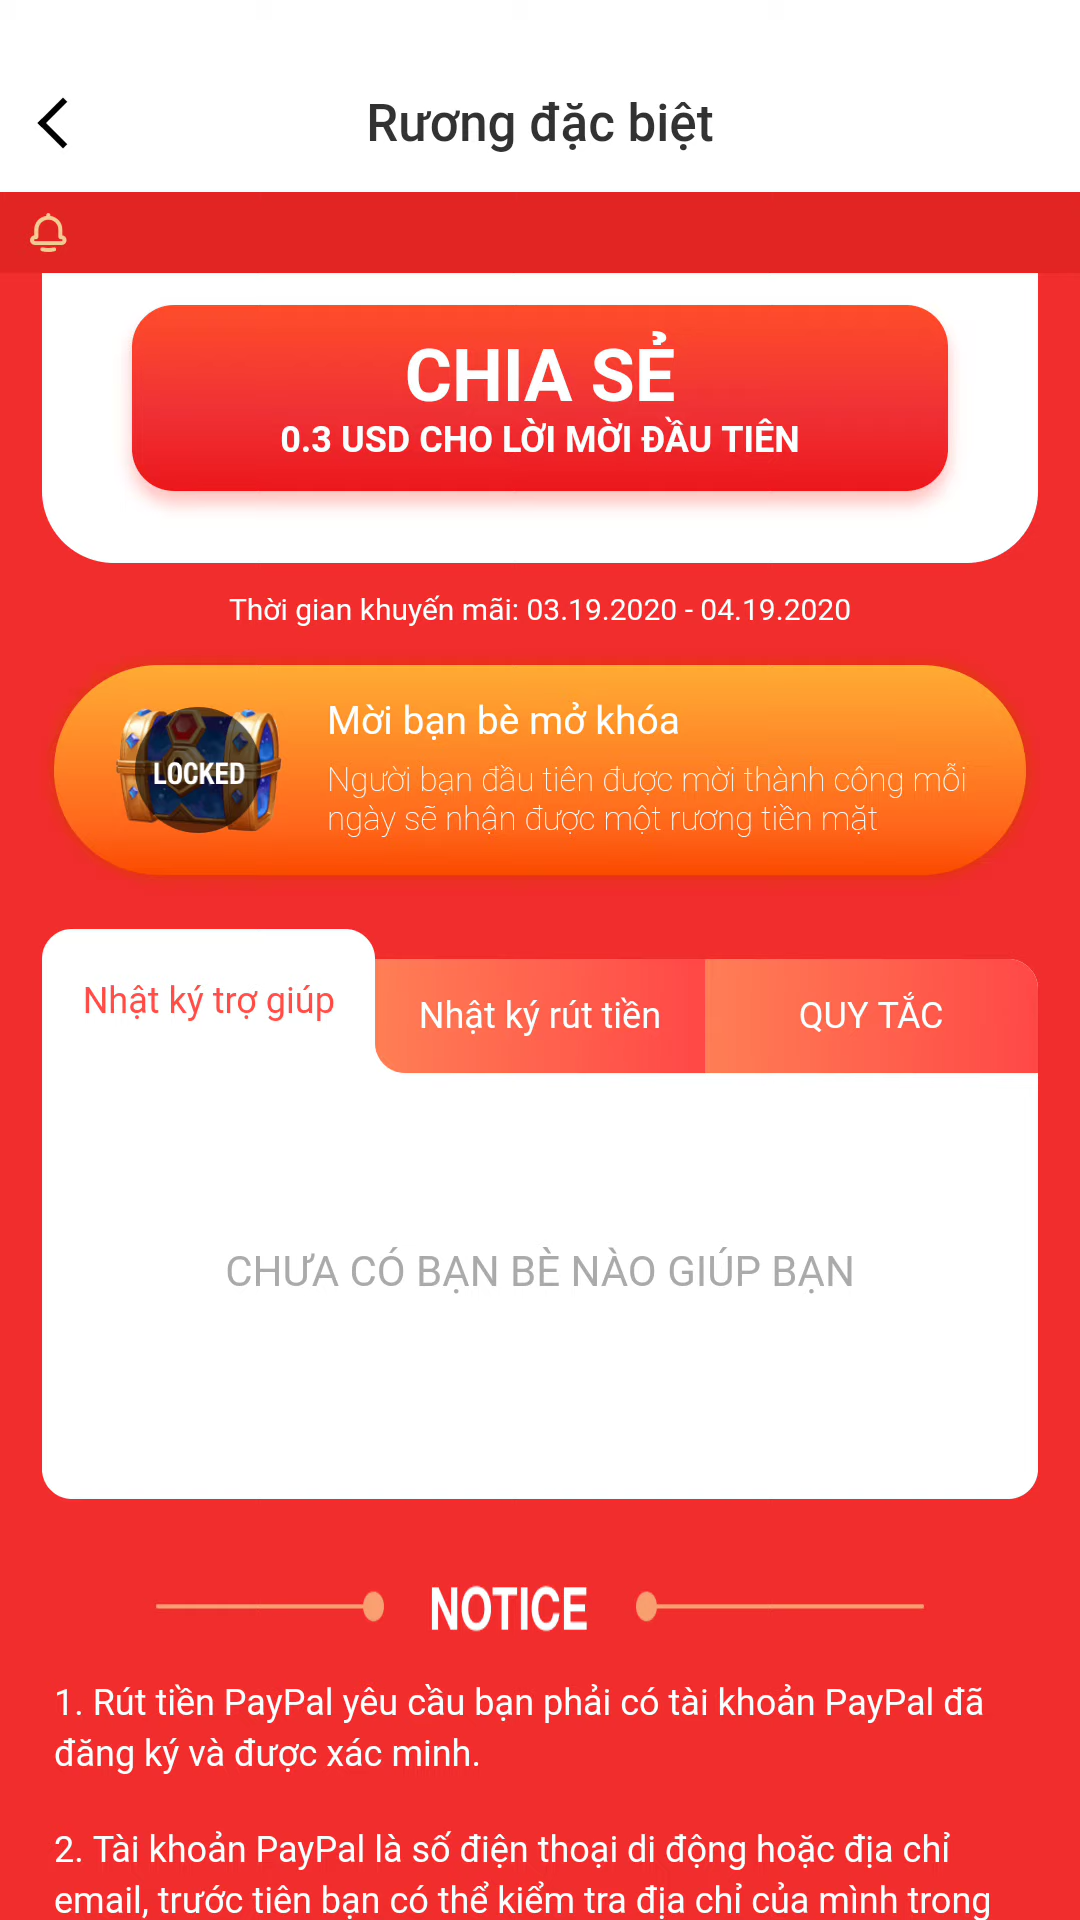 Rương đặc biệt
CHIA SẺ
0.3 USD CHO LỜI MỜI ĐẦU TIÊN
Thời gian khuyến mãi: 03.19.2020 - 04.19.2020
LOCKED
Mời bạn bè mở khóa
Người bạn đầu tiên được mời thành công mỗi
ngày sẽ nhận được một rương tiền mặt
Nhật ký trợ giúp
Nhật ký rút tiền
QUY TẮC
CHƯA CÓ BẠN BÈ NÀO GIÚP BẠN
NOTICE
1. Rút tiền PayPal yêu cầu bạn phải có tài khoản PayPal đã
đăng ký và được xác minh.
2. Tài khoản PayPal là số điện thoại di động hoặc địa chỉ
email, trước tiên bạn có thể kiểm tra địa chỉ của mình trong